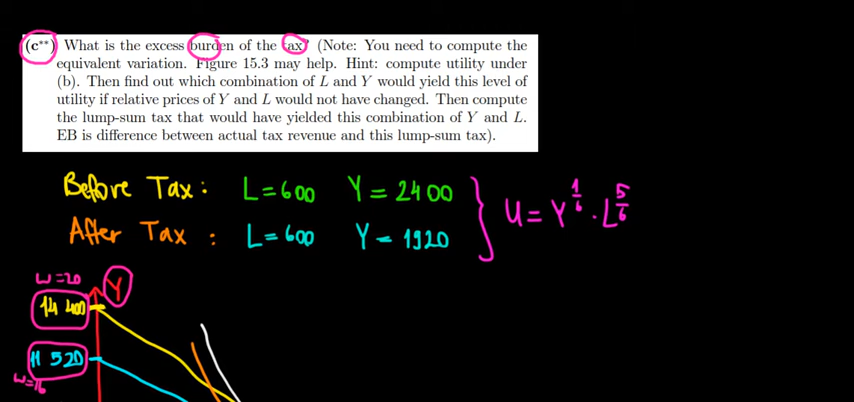 (c**) What is the excess burden of the tax? (Note: You need to compute the
equivalent variation. Figure 15.3 may help. Hint: compute utility under
(b). Then find out which combination of L and Y would yield this level of
utility if relative prices of Y and L would not have changed. Then compute
the lump-sum tax that would have yielded this combination of Y and L.
EB is difference between actual tax revenue and this lump-sum tax).
Before Tax: L=600 Y=2400
After Tax: L=600 Y=1920
U = Y^{1/6} · L^{5/6}
W=20
Y
14 400
11 520
W=16